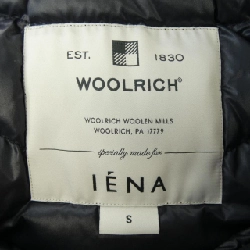 EST. 1830
WOOLRICH®
WOOLRICH WOOLEN MILLS
WOOLRICH, PA 17779
specially made for
IÉNA
S